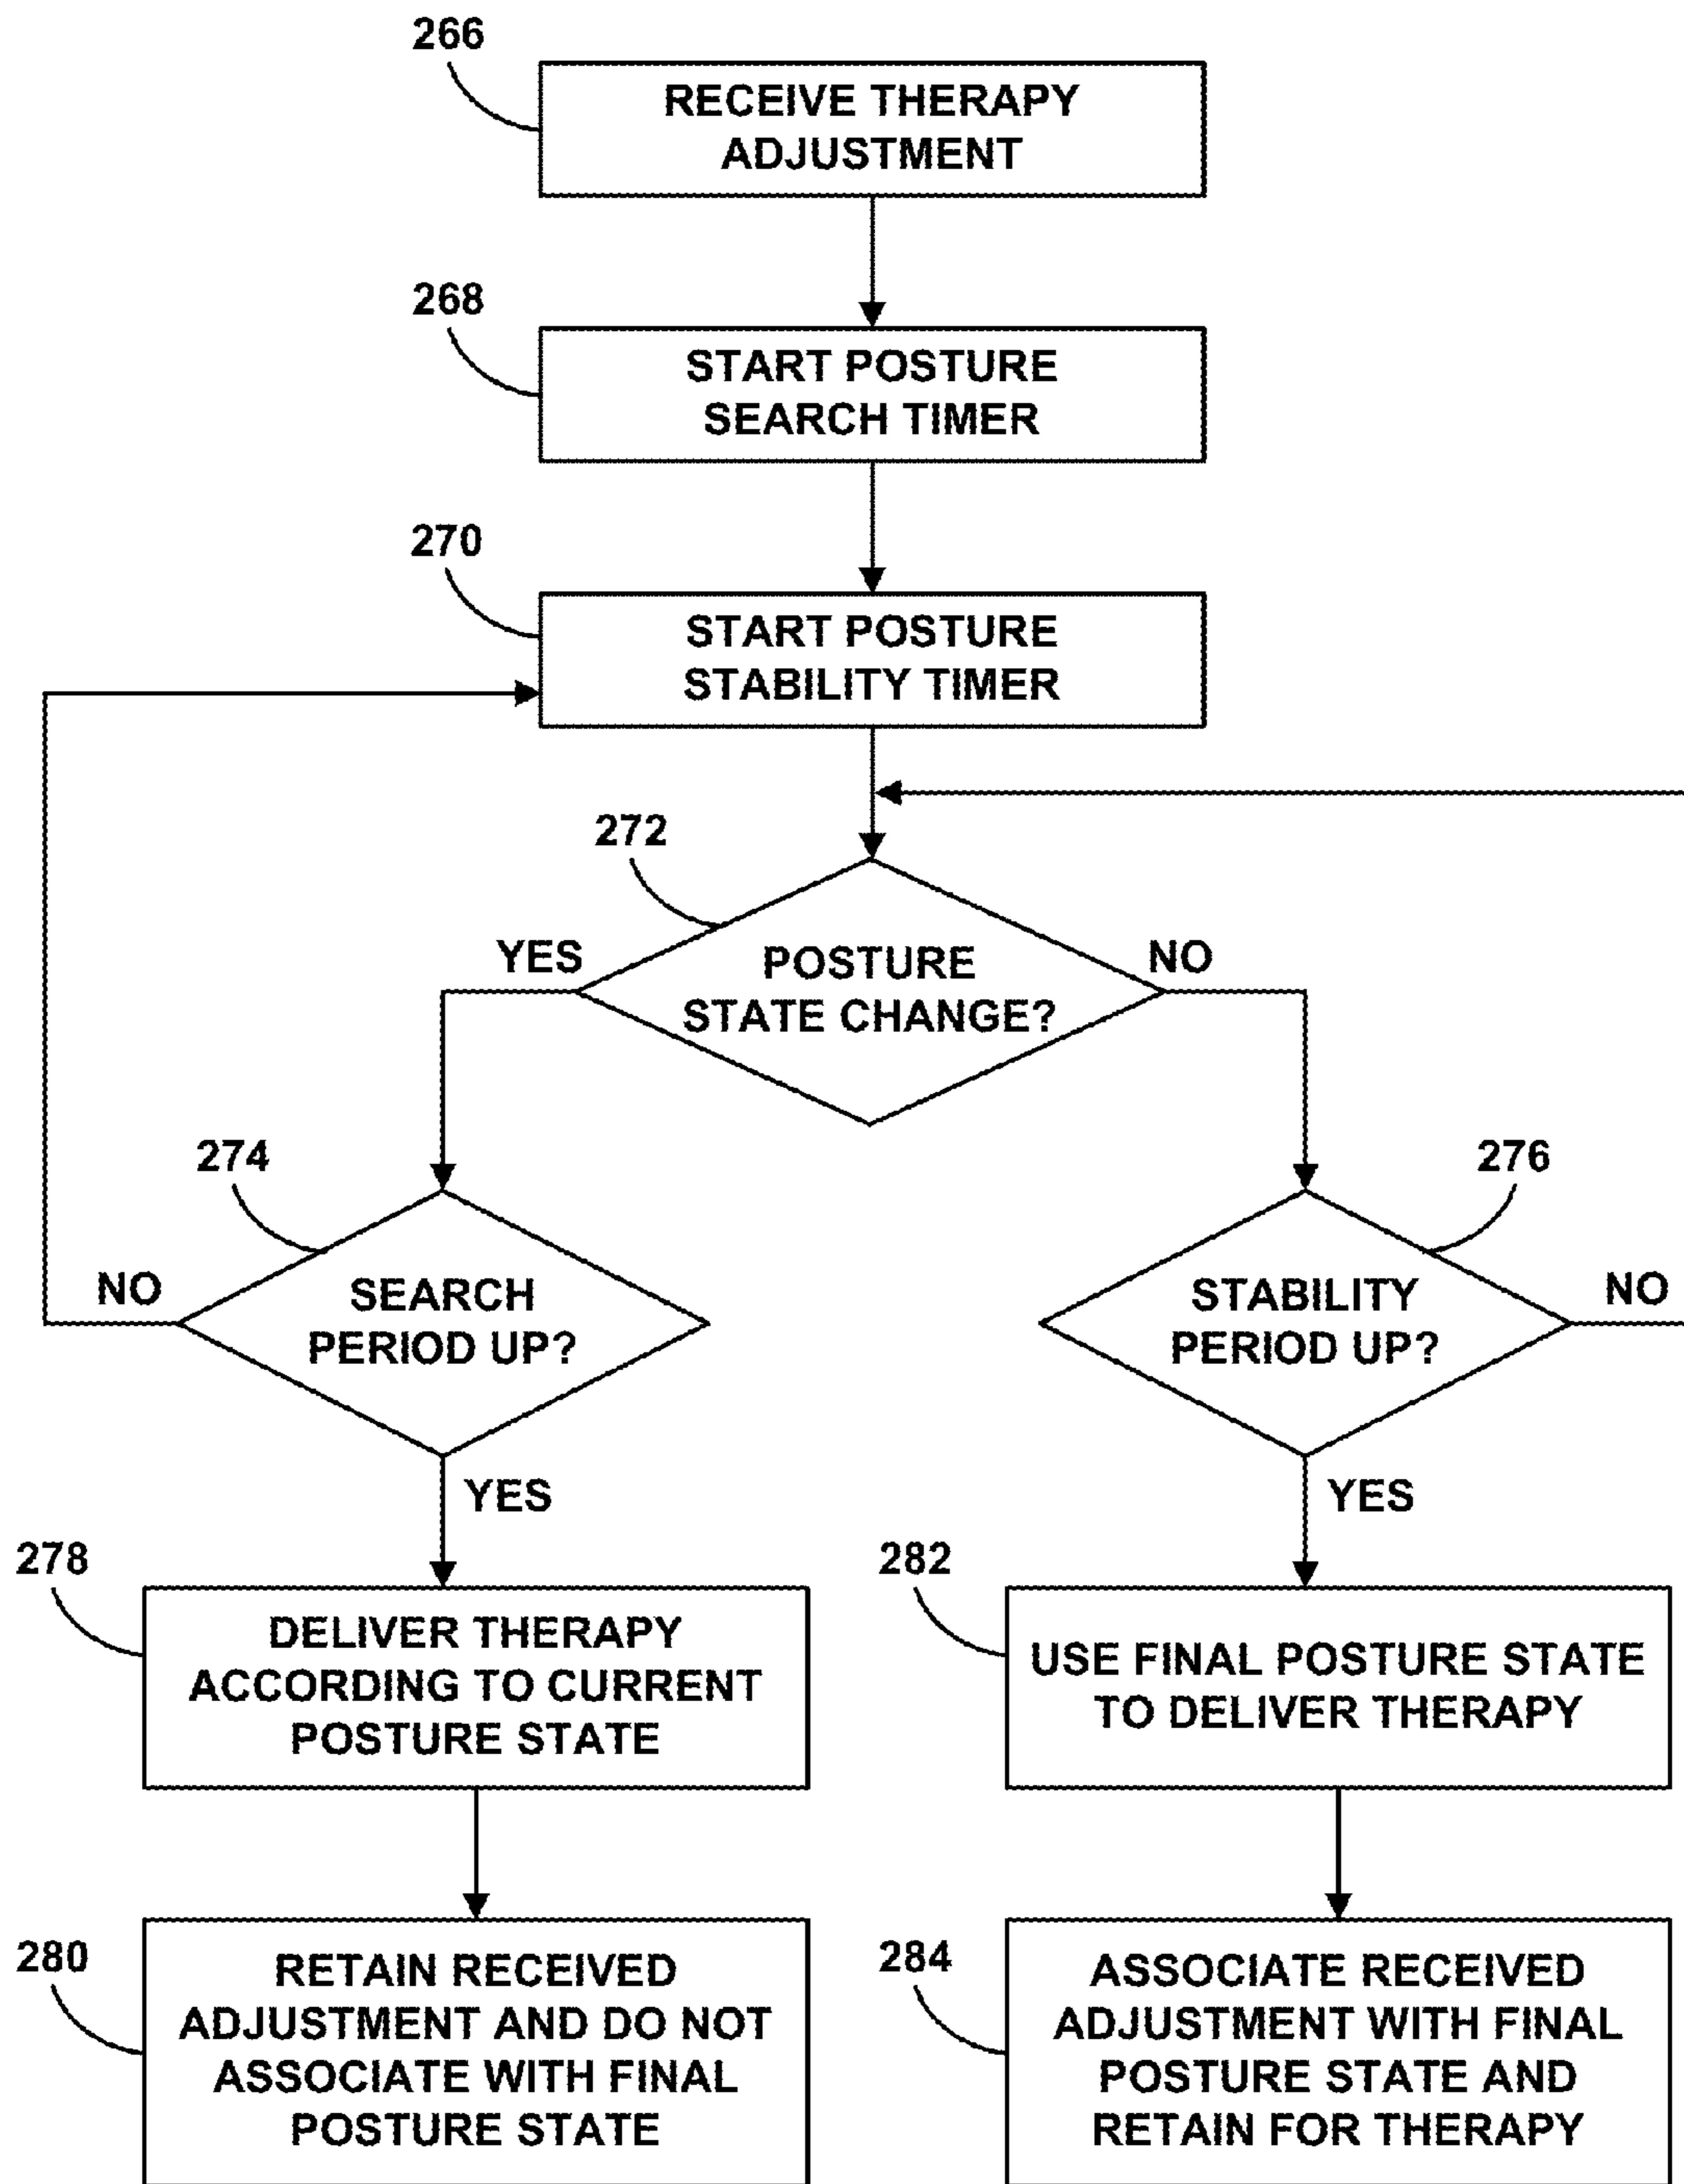 266
RECEIVE THERAPY
ADJUSTMENT
268
START POSTURE
SEARCH TIMER
270
START POSTURE
STABILITY TIMER
272
YES
POSTURE
STATE CHANGE?
NO
274
276
NO
SEARCH
PERIOD UP?
STABILITY
PERIOD UP?
NO
YES
YES
278
DELIVER THERAPY
ACCORDING TO CURRENT
POSTURE STATE
282
USE FINAL POSTURE STATE
TO DELIVER THERAPY
280
RETAIN RECEIVED
ADJUSTMENT AND DO NOT
ASSOCIATE WITH FINAL
POSTURE STATE
284
ASSOCIATE RECEIVED
ADJUSTMENT WITH FINAL
POSTURE STATE AND
RETAIN FOR THERAPY